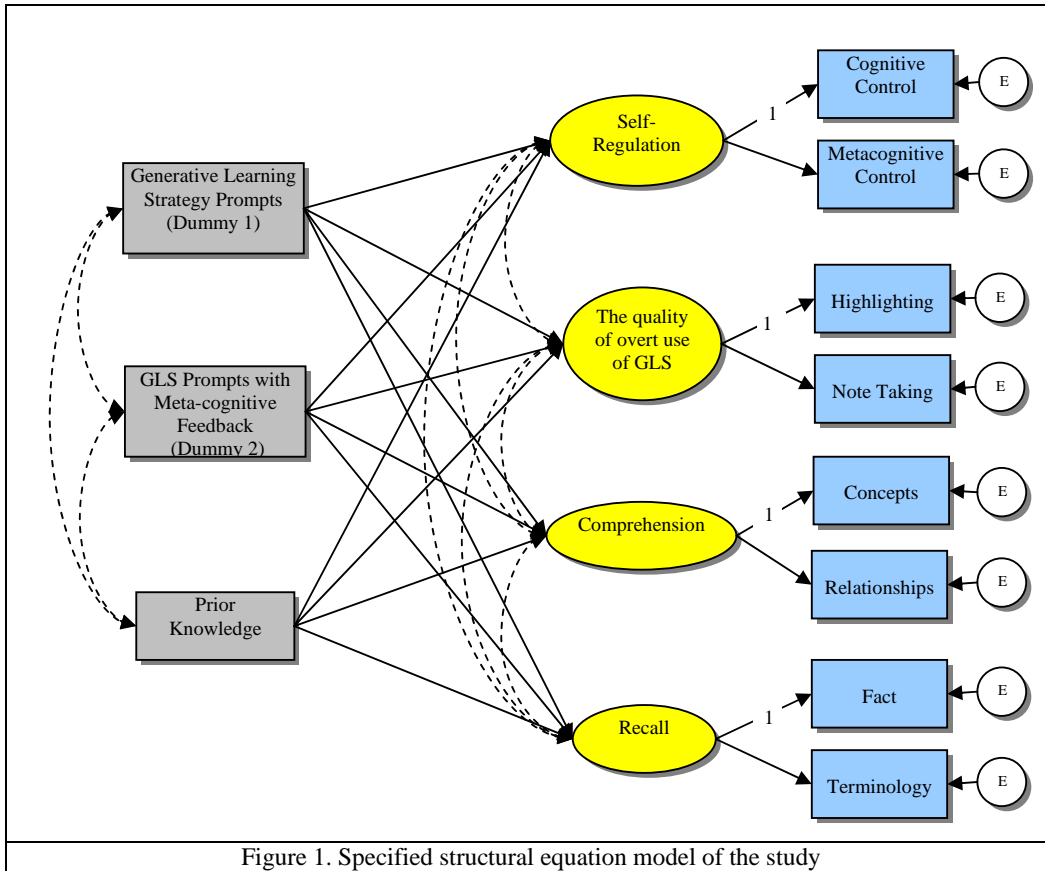 Generative Learning
Strategy Prompts
(Dummy 1)
GLS Prompts with
Meta-cognitive
Feedback
(Dummy 2)
Prior
Knowledge
Self-
Regulation
The quality
of overt use
of GLS
Comprehension
Recall
1
Cognitive
Control
E
Metacognitive
Control
E
1
Highlighting
E
Note Taking
E
1
Concepts
E
Relationships
E
1
Fact
E
Terminology
E
Figure 1. Specified structural equation model of the study